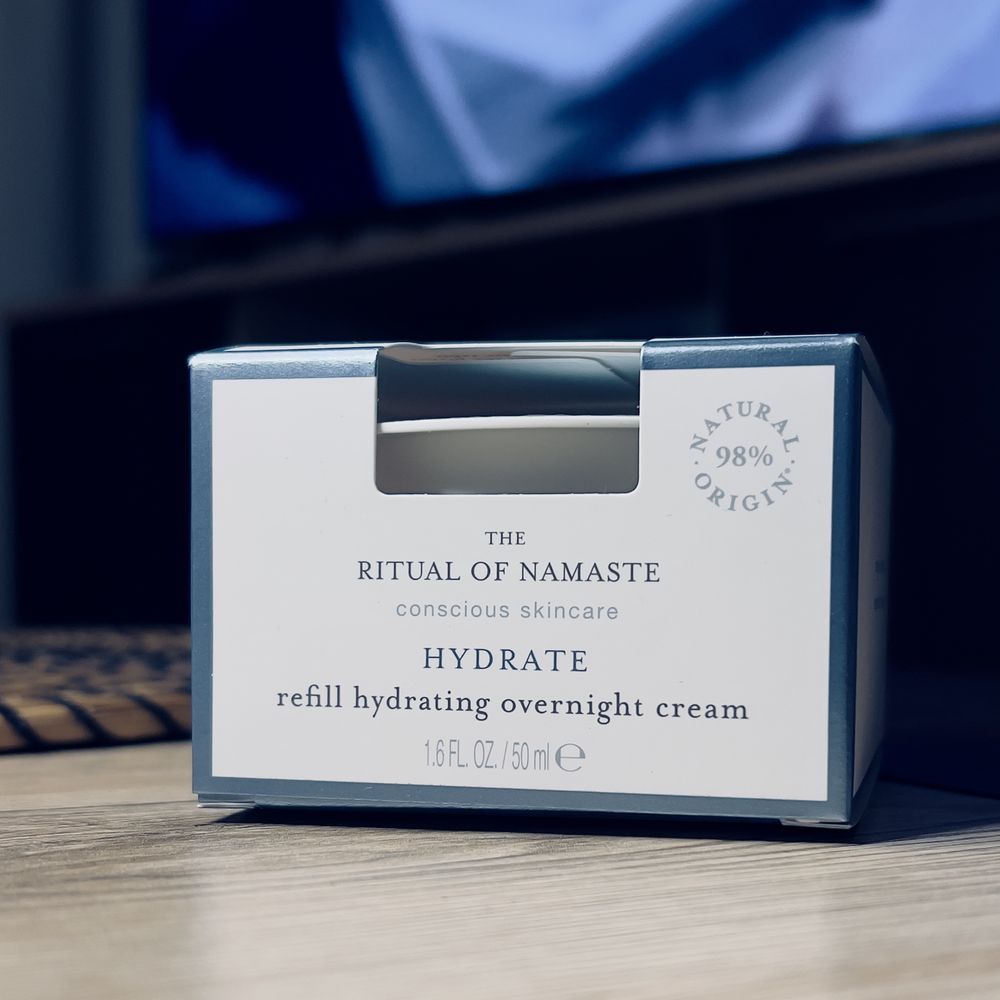 NATURAL
98%
ORIGIN
THE
RITUAL OF NAMASTE
conscious skincare
HYDRATE
refill hydrating overnight cream
1.6 FL. OZ. / 50 ml ℮